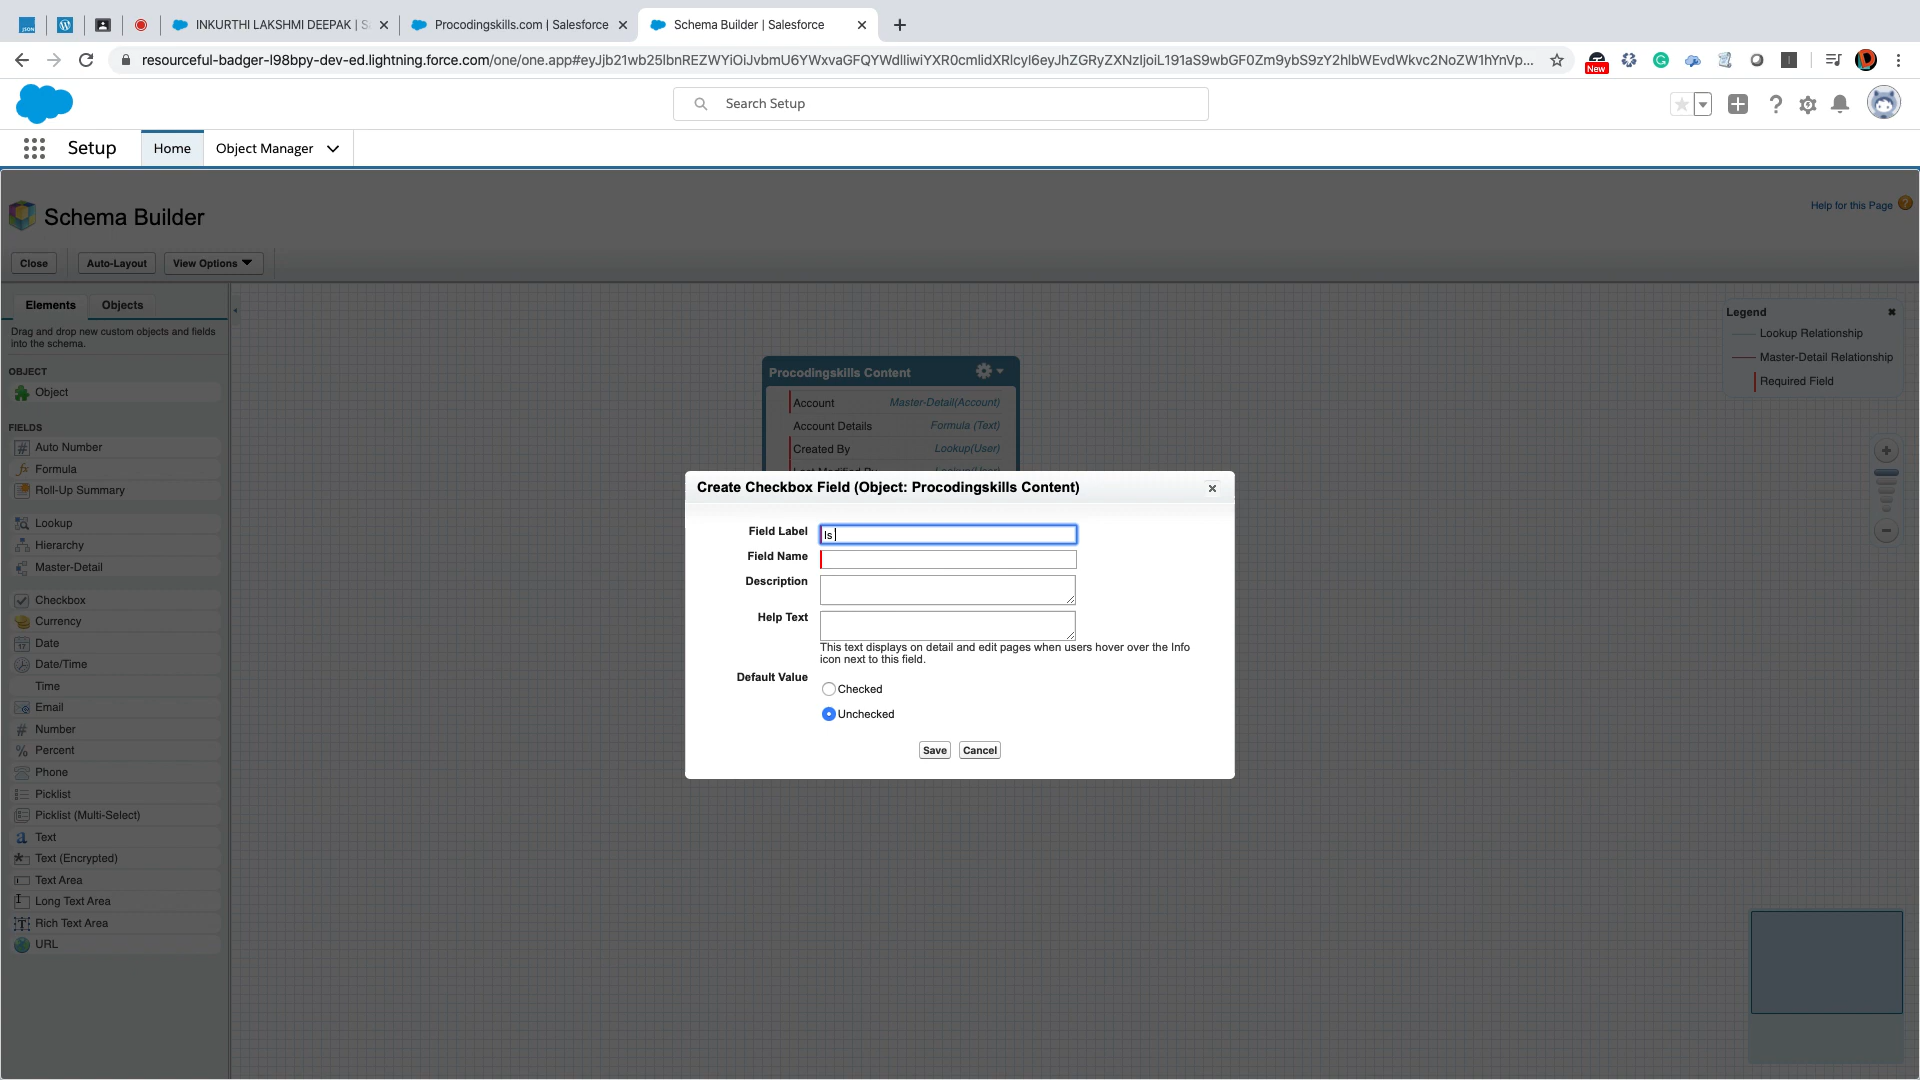 INKURTHI LAKSHMI DEEPAK | S
Procodingskills.com | Salesforce
Schema Builder | Salesforce
resourceful-badger-l98bpy-dev-ed.lightning.force.com/one/one.app#
New
Search Setup
Setup
Home
Object Manager
Schema Builder
Help for this Page
Close
Auto-Layout
View Options
Elements
Objects
Drag and drop new custom objects and fields
into the schema.
OBJECT
Object
FIELDS
Auto Number
Formula
Roll-Up Summary
Lookup
Hierarchy
Master-Detail
Checkbox
Currency
Date
Date/Time
Time
Email
Number
Percent
Phone
Picklist
Picklist (Multi-Select)
Text
Text (Encrypted)
Text Area
Long Text Area
Rich Text Area
URL
Procodingskills Content
Account Master-Detail(Account)
Account Details Formula (Text)
Created By Lookup(User)
Legend
Lookup Relationship
Master-Detail Relationship
Required Field
Create Checkbox Field (Object: Procodingskills Content)
Field Label
Is
Field Name
Description
Help Text
This text displays on detail and edit pages when users hover over the Info
icon next to this field.
Default Value
Checked
Unchecked
Save
Cancel